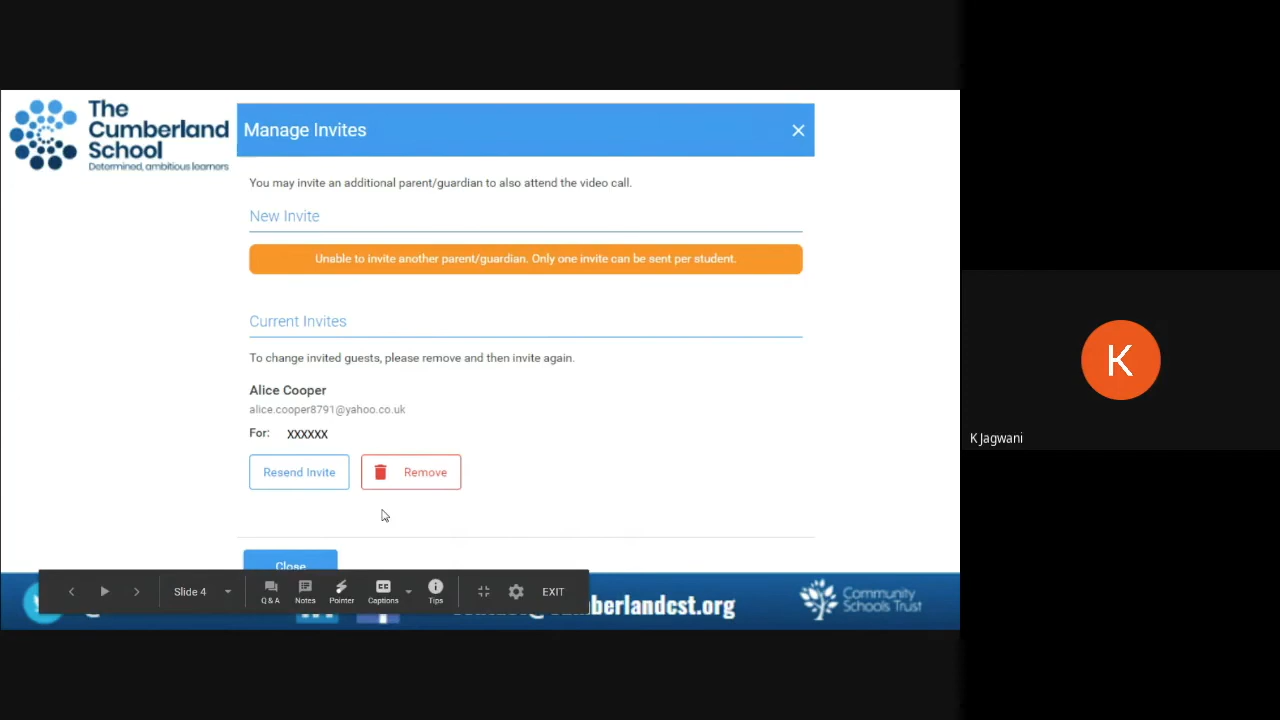 The
Cumberland
School
Determined, ambitious learners
Manage Invites
You may invite an additional parent/guardian to also attend the video call.
New Invite
Unable to invite another parent/guardian. Only one invite can be sent per student.
Current Invites
To change invited guests, please remove and then invite again.
Alice Cooper
alice.cooper8791@yahoo.co.uk
For: XXXXXX
Resend Invite
Remove
Close
Slide 4
Q & A
Notes
CC
Pointer
Captions
Tips
EXIT
berlandcst.org
Community
Schools Trust
K
K Jagwani